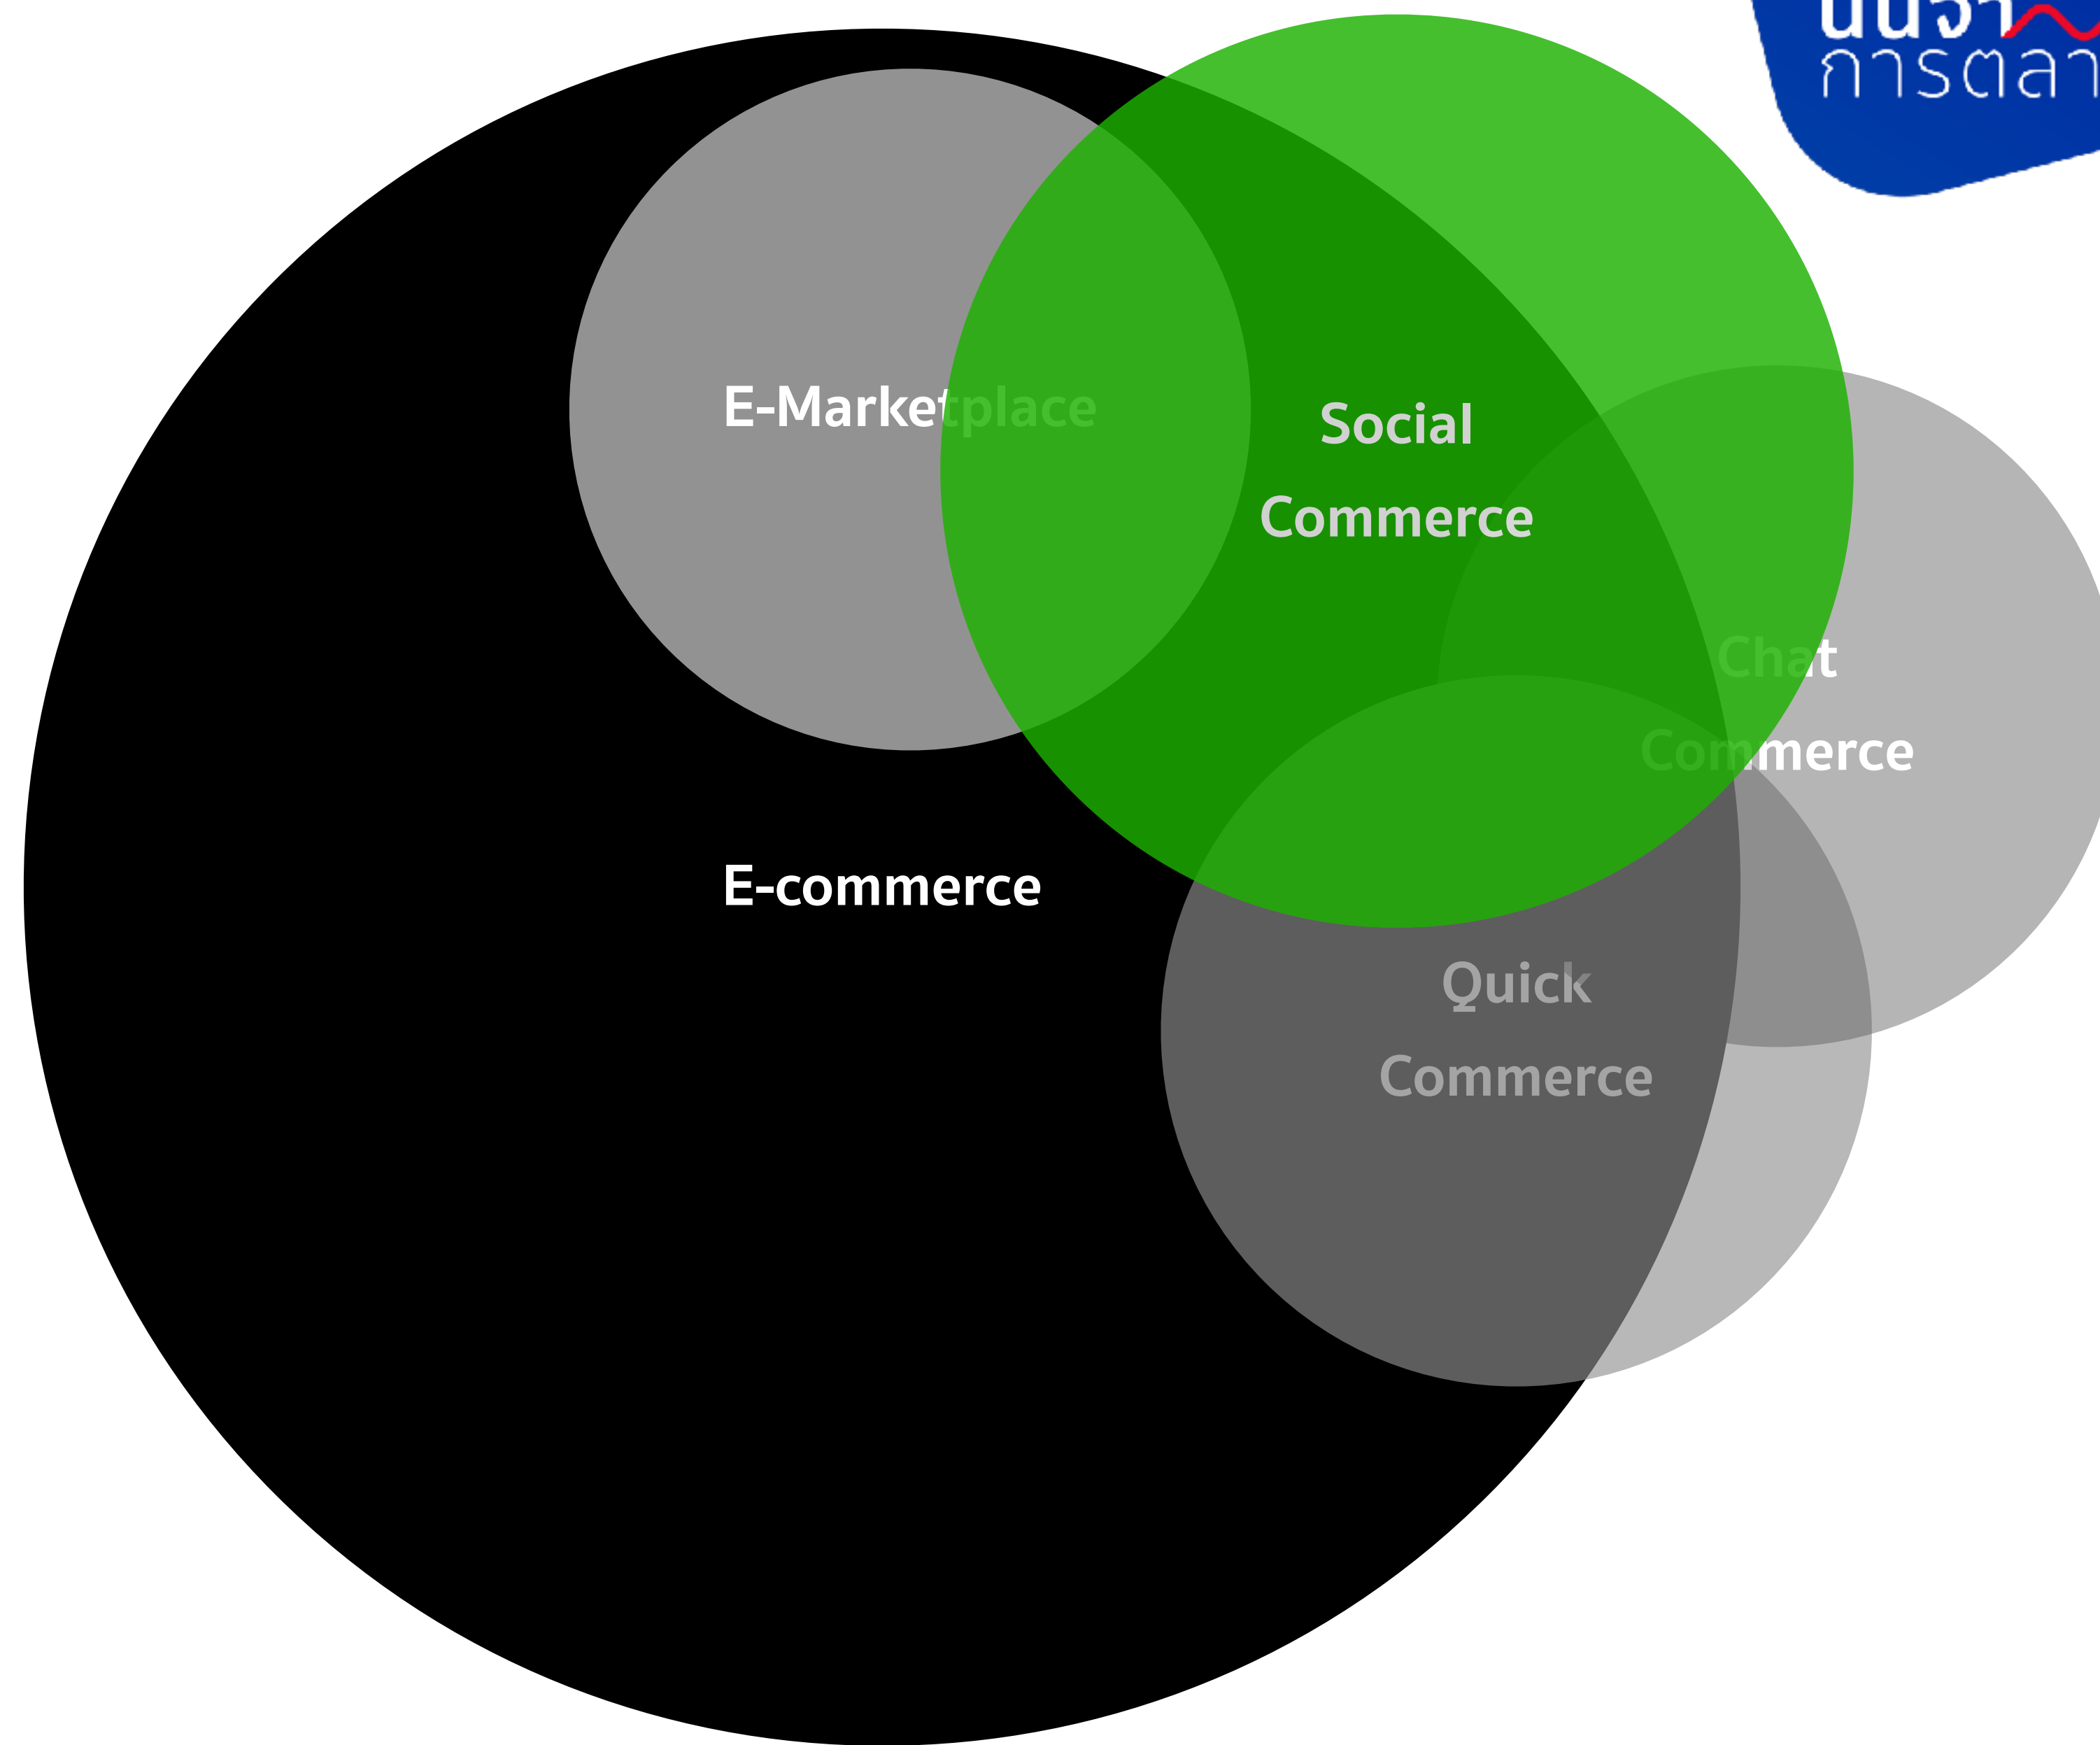 การตลา
E-Marketplace
Social
Commerce
Chat
Commerce
E-commerce
Quick
Commerce